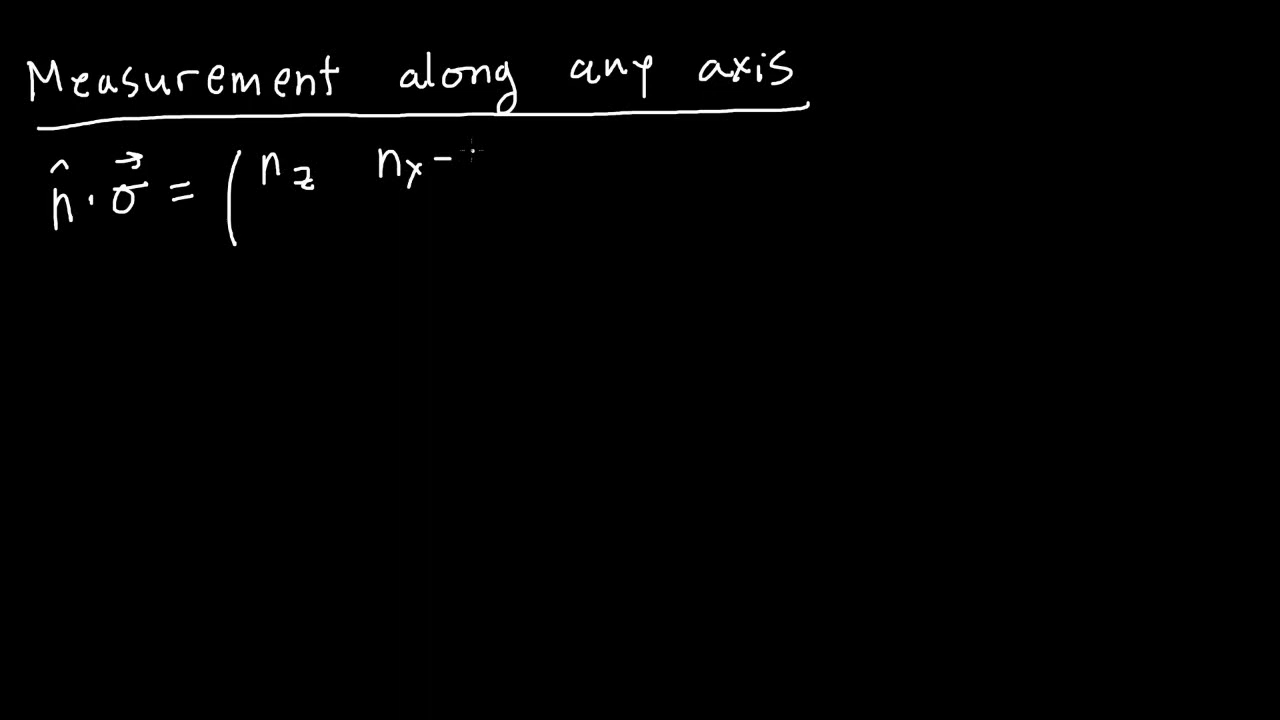 Measurement along any axis
n̂ · σ⃗ = ( n_z n_x -